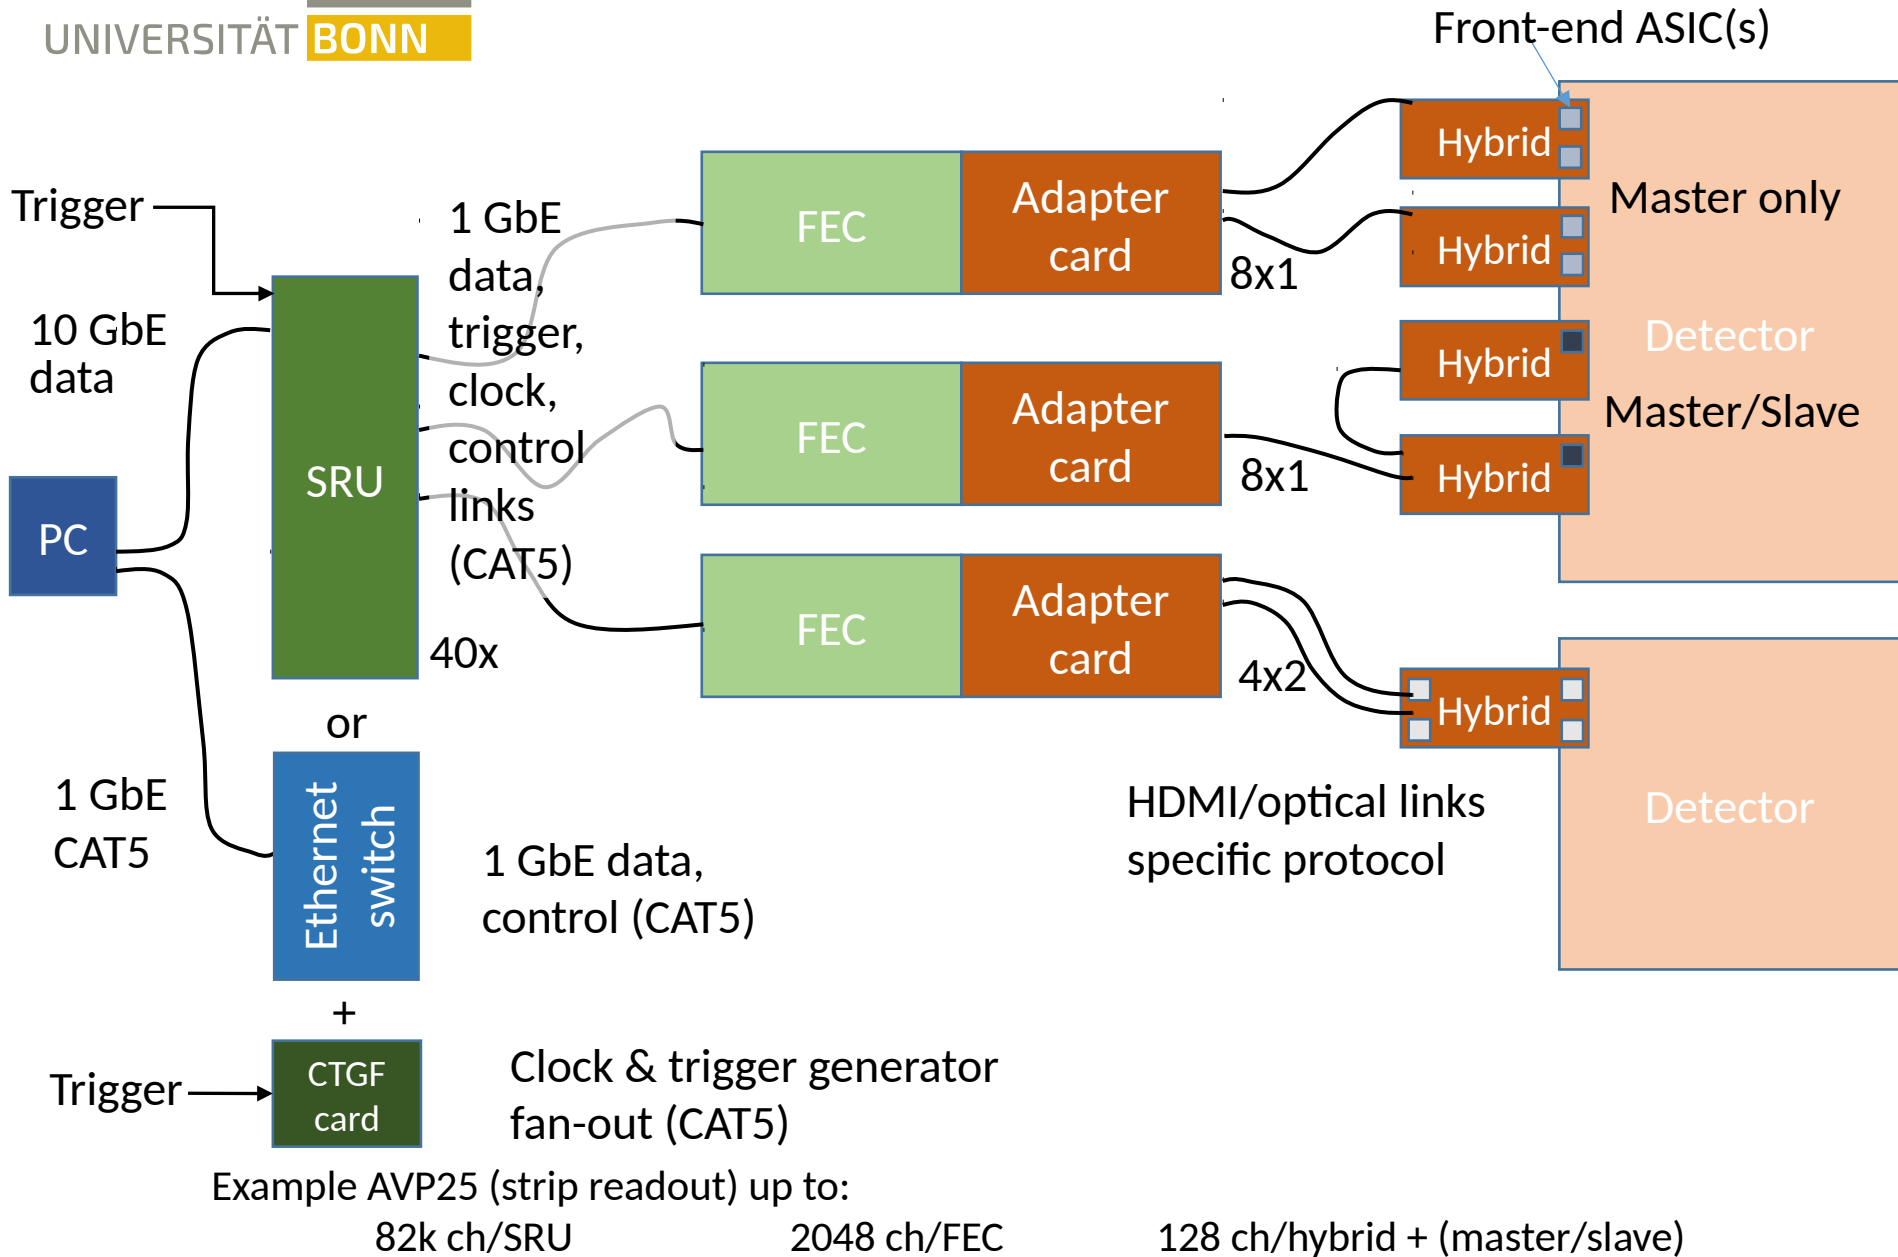 UNIVERSITÄT BONN
Front-end ASIC(s)
Trigger
10 GbE
data
PC
SRU
40x
1 GbE
data,
trigger,
clock,
control
links
(CAT5)
FEC
Adapter
card
8x1
FEC
Adapter
card
8x1
FEC
Adapter
card
4x2
Hybrid
Hybrid
Master only
Detector
Hybrid
Master/Slave
Hybrid
Hybrid
Detector
HDMI/optical links
specific protocol
or
1 GbE
CAT5
Ethernet
switch
1 GbE data,
control (CAT5)
+
Trigger
CTGF
card
Clock & trigger generator
fan-out (CAT5)
Example AVP25 (strip readout) up to:
82k ch/SRU
2048 ch/FEC
128 ch/hybrid + (master/slave)